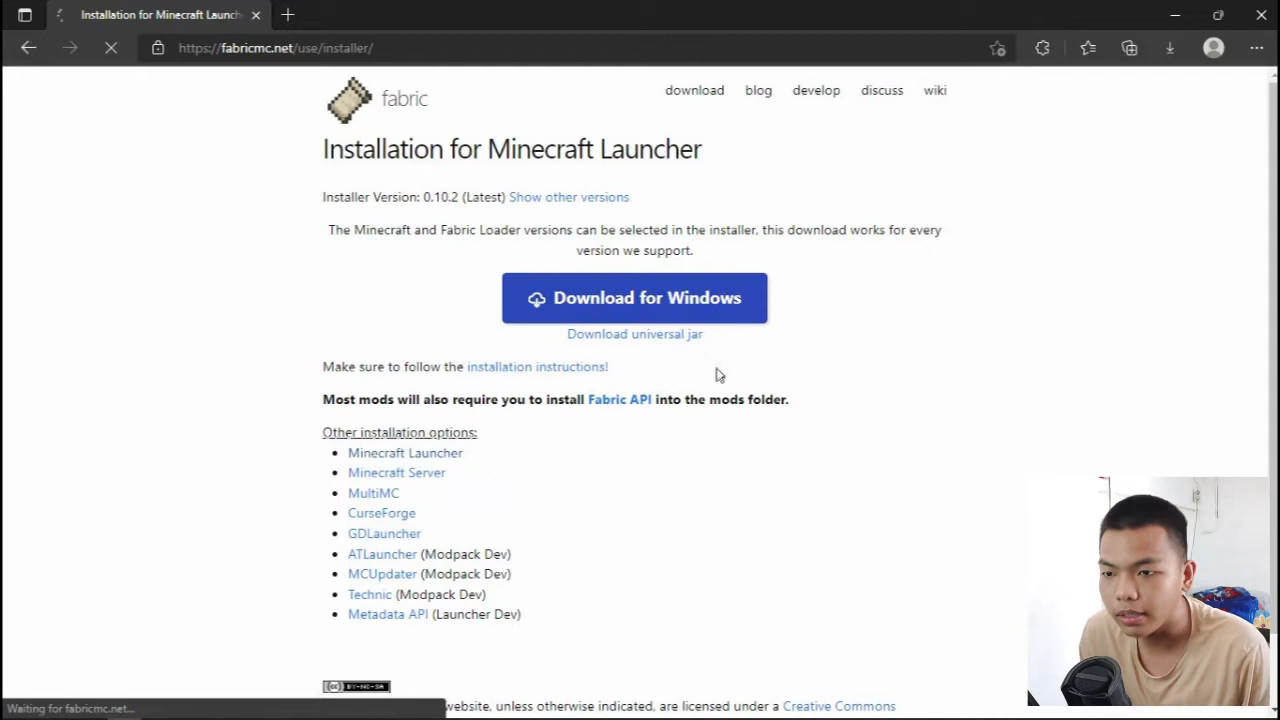 Installation for Minecraft Launch
https://fabricmc.net/use/installer/
fabric
download blog develop discuss wiki
Installation for Minecraft Launcher
Installer Version: 0.10.2 (Latest) Show other versions
The Minecraft and Fabric Loader versions can be selected in the installer, this download works for every
version we support.
Download for Windows
Download universal jar
Make sure to follow the installation instructions!
Most mods will also require you to install Fabric API into the mods folder.
Other installation options:
Minecraft Launcher
Minecraft Server
MultiMC
CurseForge
GDLauncher
ATLauncher (Modpack Dev)
MCUpdater (Modpack Dev)
Technic (Modpack Dev)
Metadata API (Launcher Dev)
BY-NC-SA
Waiting for fabricmc.net...
website, unless otherwise indicated, are licensed under a Creative Commons